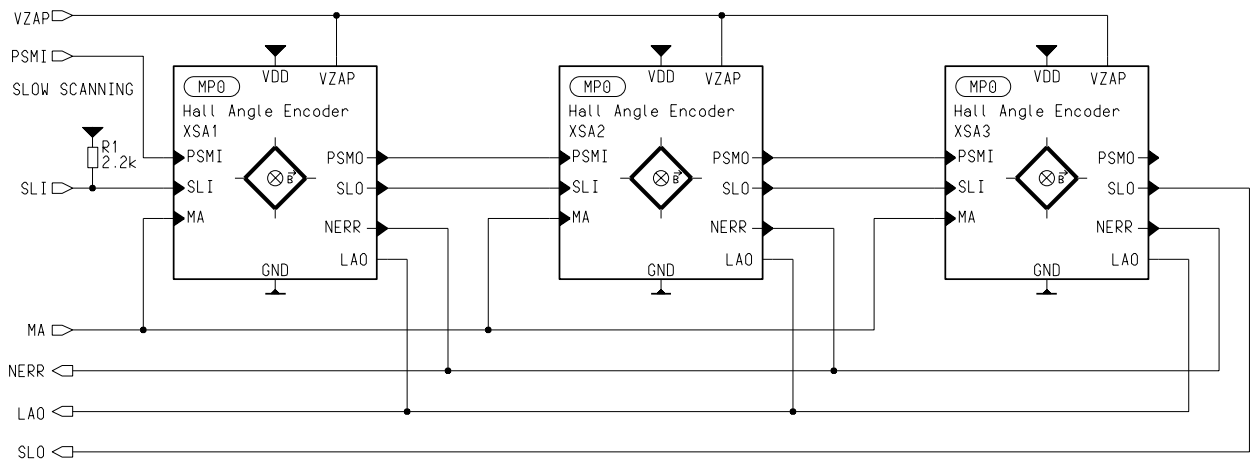 VZAP
PSMI
SLOW SCANNING
R1
2.2k
SLI
MA
NERR
LAO
SLO
VDD VZAP
MP0
Hall Angle Encoder
XSA1
PSMI PSMO
B
SLI SLO
MA NERR
LAO
GND
VDD VZAP
MP0
Hall Angle Encoder
XSA2
PSMI PSMO
B
SLI SLO
MA NERR
LAO
GND
VDD VZAP
MP0
Hall Angle Encoder
XSA3
PSMI PSMO
B
SLI SLO
MA NERR
LAO
GND